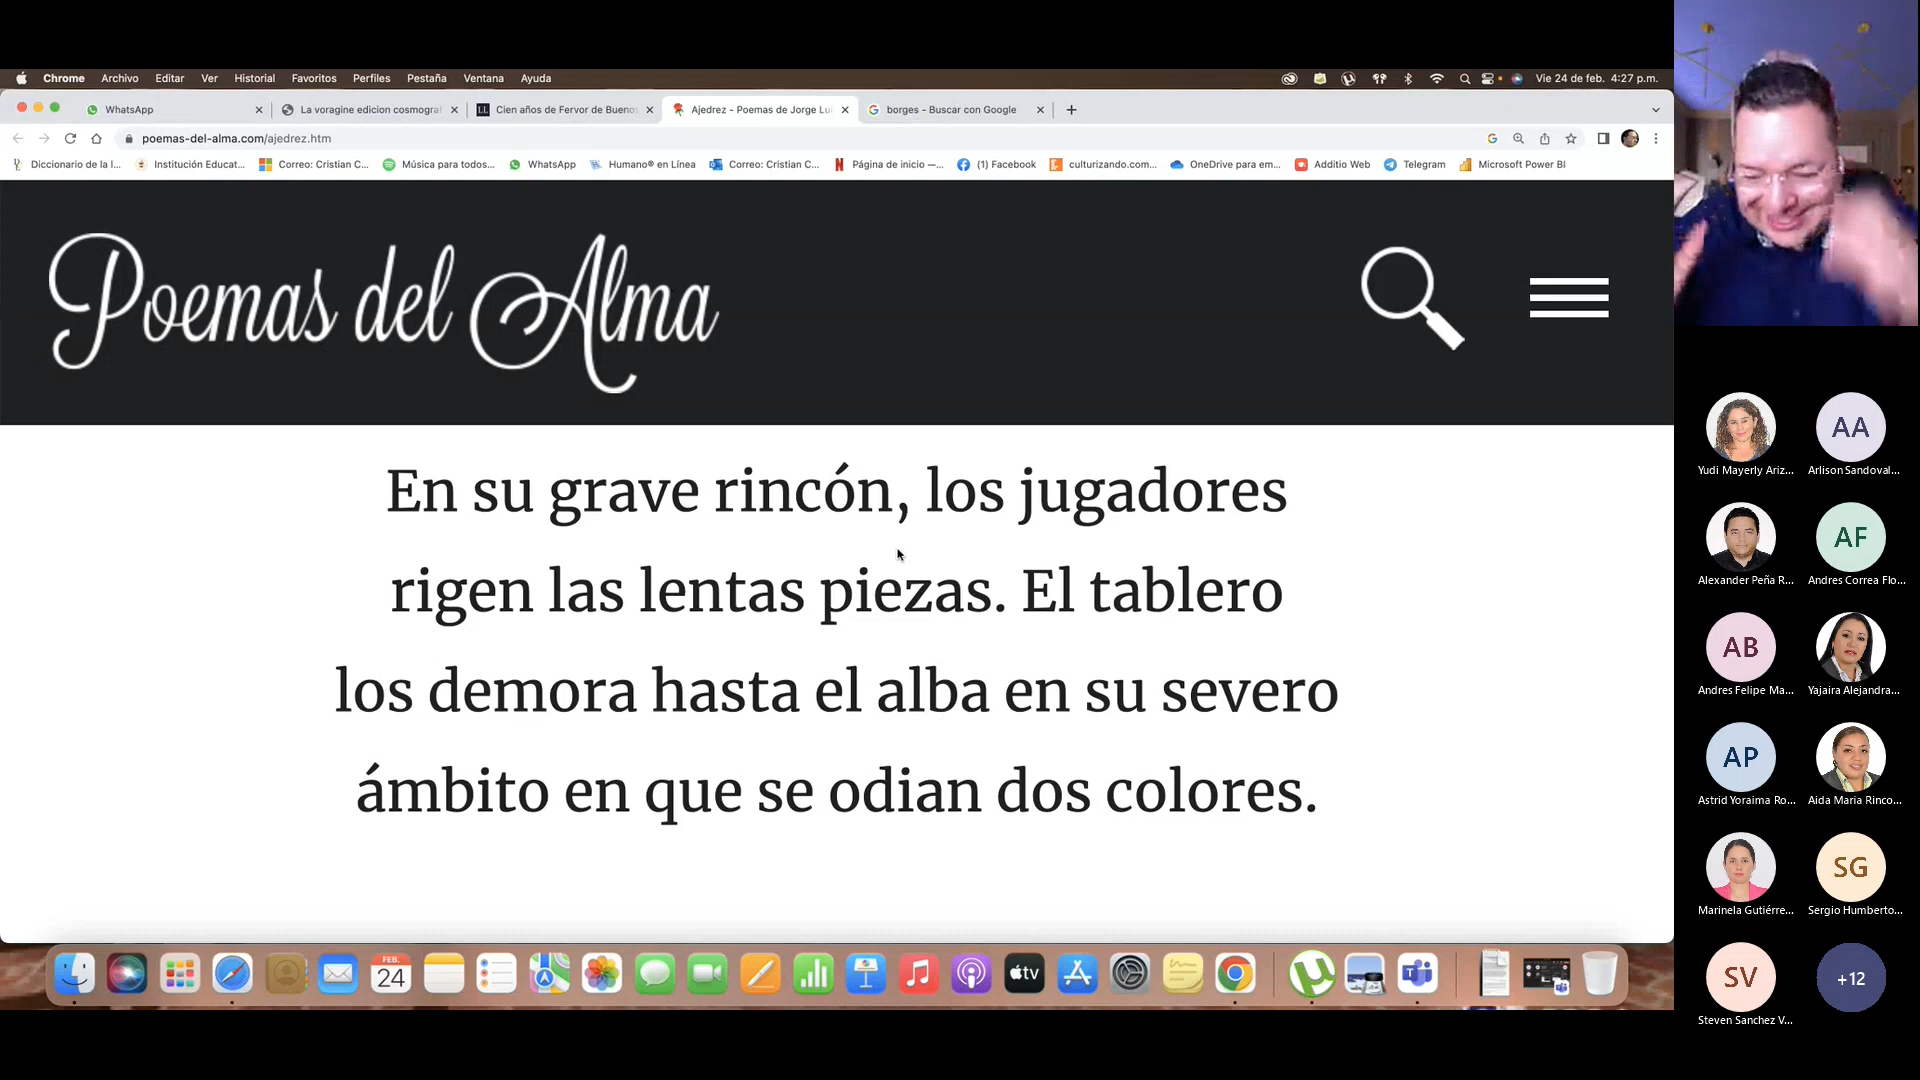 Chrome Archivo Editar Ver Historial Favoritos Perfiles Pestaña Ventana Ayuda
Vie 24 de feb. 4:27 p.m.
WhatsApp
La voragine edicion cosmogra
Cien años de Fervor de Buenos
Ajedrez - Poemas de Jorge Lui
borges - Buscar con Google
poemas-del-alma.com/ajedrez.htm
Diccionario de la l...
Institución Educat...
Correo: Cristian C...
Música para todos...
WhatsApp
Humano® en Línea
Correo: Cristian C...
Página de inicio —...
(1) Facebook
culturizando.com...
OneDrive para em...
Additio Web
Telegram
Microsoft Power BI
Poemas del Alma
En su grave rincón, los jugadores
rigen las lentas piezas. El tablero
los demora hasta el alba en su severo
ámbito en que se odian dos colores.
FEB.
24
tv
Yudi Mayerly Ariz...
AA
Arlison Sandoval...
Alexander Peña R...
AF
Andres Correa Flo...
AB
Andres Felipe Ma...
Yajaira Alejandra...
AP
Astrid Yoraima Ro...
Aida Maria Rinco...
Marinela Gutiérre...
SG
Sergio Humberto...
SV
Steven Sanchez V...
+12